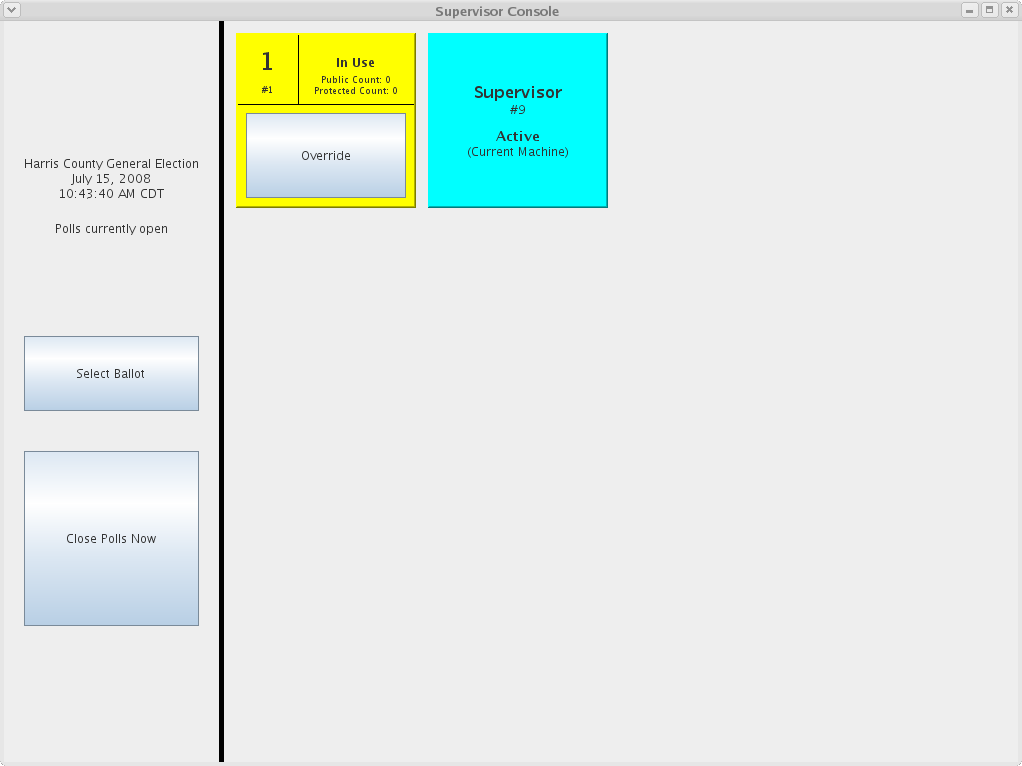 Supervisor Console
Harris County General Election
July 15, 2008
10:43:40 AM CDT
Polls currently open
Select Ballot
Close Polls Now
1
#1
In Use
Public Count: 0
Protected Count: 0
Override
Supervisor
#9
Active
(Current Machine)